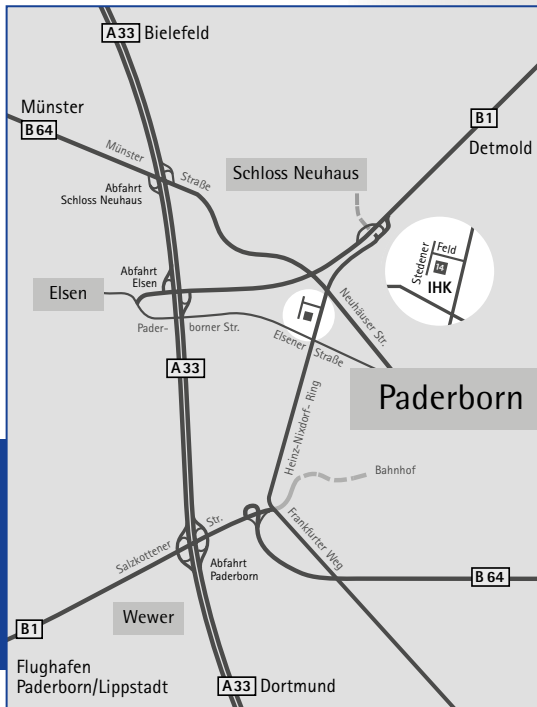 A33 Bielefeld
Münster
B 64
B1
Detmold
Münster Straße
Schloss Neuhaus
Abfahrt
Schloss Neuhaus
Stedener Feld
14
IHK
Abfahrt
Elsen
Elsen
Pader- borner Str.
Elsener Straße
Neuhäuser Str.
A33
Paderborn
Heinz-Nixdorf- Ring
Bahnhof
Frankfurter Weg
Salzkottener Str.
Abfahrt
Paderborn
B 64
Wewer
B1
Flughafen
Paderborn/Lippstadt
A33 Dortmund